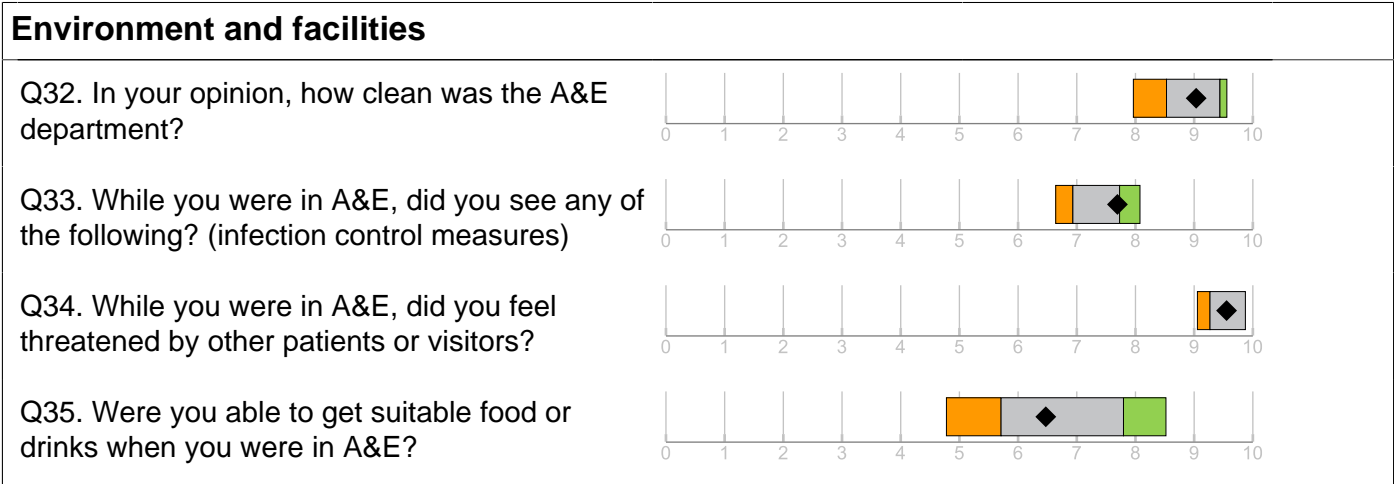 Environment and facilities
Q32. In your opinion, how clean was the A&E
department?
0 1 2 3 4 5 6 7 8 9 10
Q33. While you were in A&E, did you see any of
the following? (infection control measures)
0 1 2 3 4 5 6 7 8 9 10
Q34. While you were in A&E, did you feel
threatened by other patients or visitors?
0 1 2 3 4 5 6 7 8 9 10
Q35. Were you able to get suitable food or
drinks when you were in A&E?
0 1 2 3 4 5 6 7 8 9 10